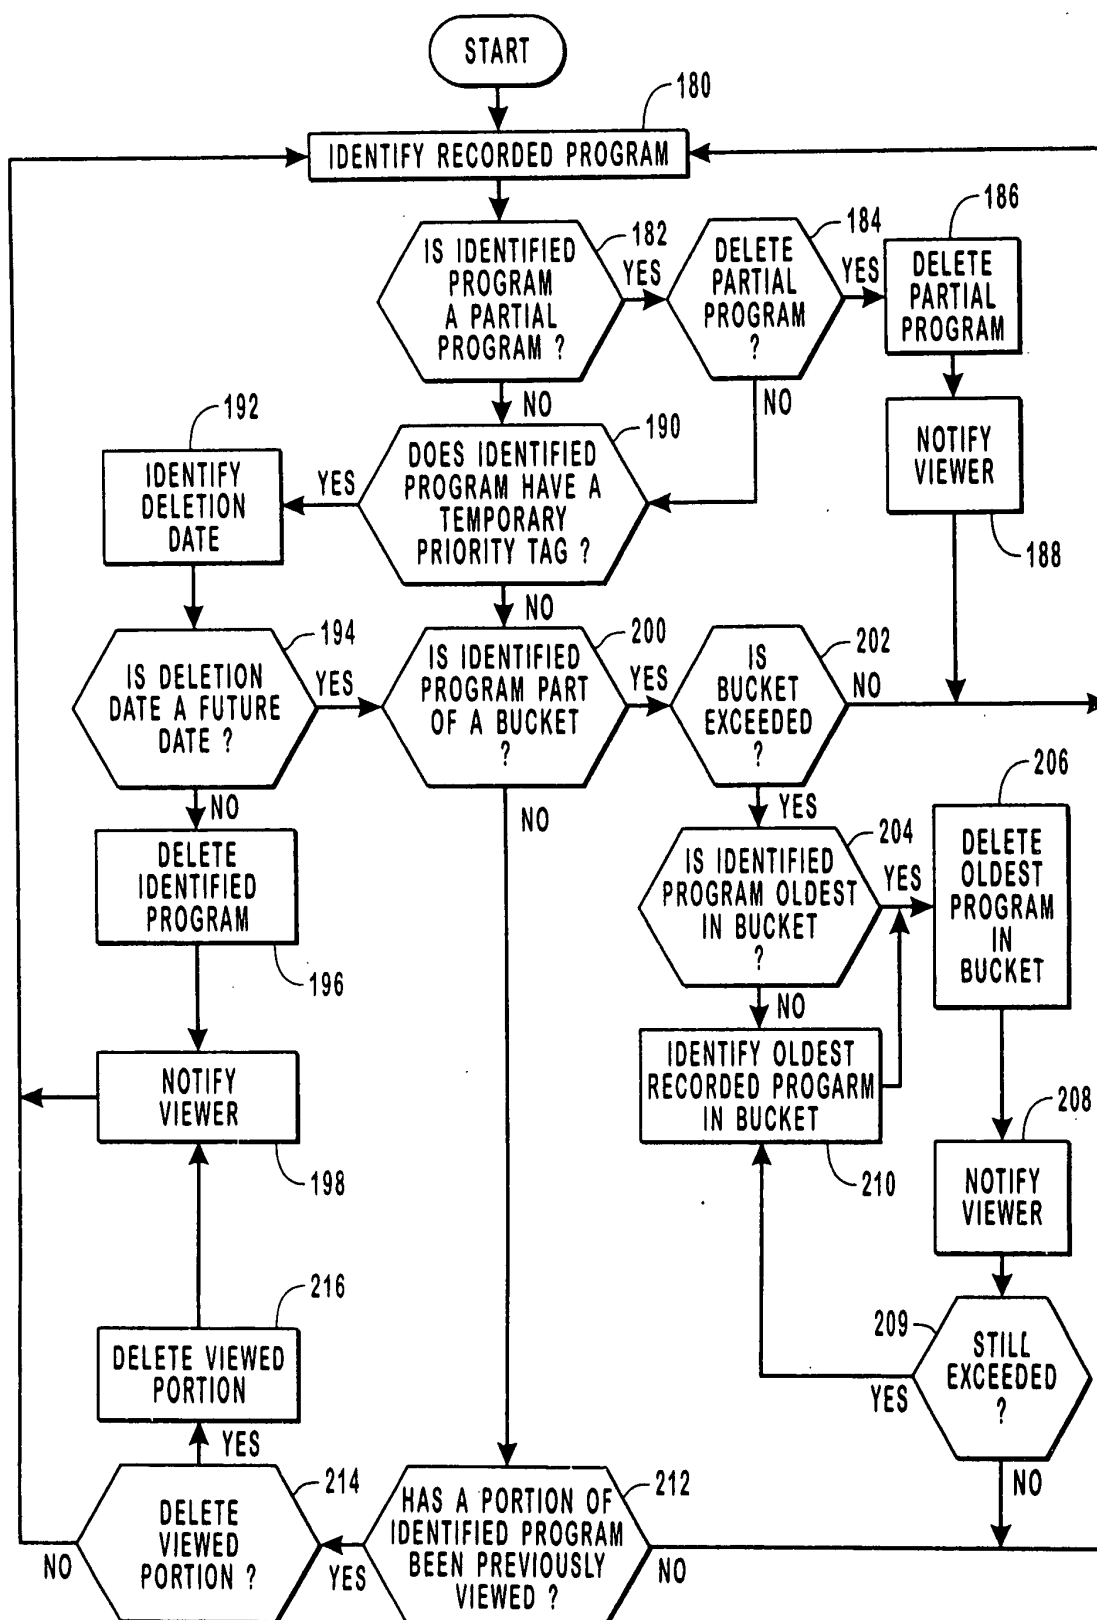 START
180
IDENTIFY RECORDED PROGRAM
182
IS IDENTIFIED
PROGRAM
A PARTIAL
PROGRAM ?
YES
184
DELETE
PARTIAL
PROGRAM
?
YES
186
DELETE
PARTIAL
PROGRAM
NO
NO
188
NOTIFY
VIEWER
190
DOES IDENTIFIED
PROGRAM HAVE A
TEMPORARY
PRIORITY TAG ?
YES
192
IDENTIFY
DELETION
DATE
NO
194
IS DELETION
DATE A FUTURE
DATE ?
YES
200
IS IDENTIFIED
PROGRAM PART
OF A BUCKET
?
YES
202
IS
BUCKET
EXCEEDED
?
NO
NO
NO
YES
DELETE
IDENTIFIED
PROGRAM
196
204
IS IDENTIFIED
PROGRAM OLDEST
IN BUCKET
?
YES
206
DELETE
OLDEST
PROGRAM
IN
BUCKET
NO
IDENTIFY OLDEST
RECORDED PROGARM
IN BUCKET
210
NOTIFY
VIEWER
198
208
NOTIFY
VIEWER
209
STILL
EXCEEDED
?
YES
NO
216
DELETE VIEWED
PORTION
YES
214
DELETE
VIEWED
PORTION ?
NO
YES
212
HAS A PORTION OF
IDENTIFIED PROGRAM
BEEN PREVIOUSLY
VIEWED ?
NO